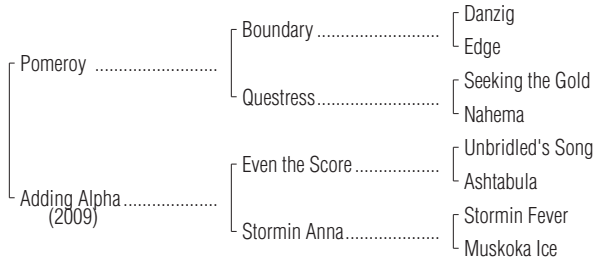 Danzig
Boundary ....................
Edge
Pomeroy ....................
Seeking the Gold
Questress....................
Nahema
Unbridled's Song
Even the Score ..............
Ashtabula
Adding Alpha.................
(2009)
Stormin Fever
Stormin Anna.................
Muskoka Ice